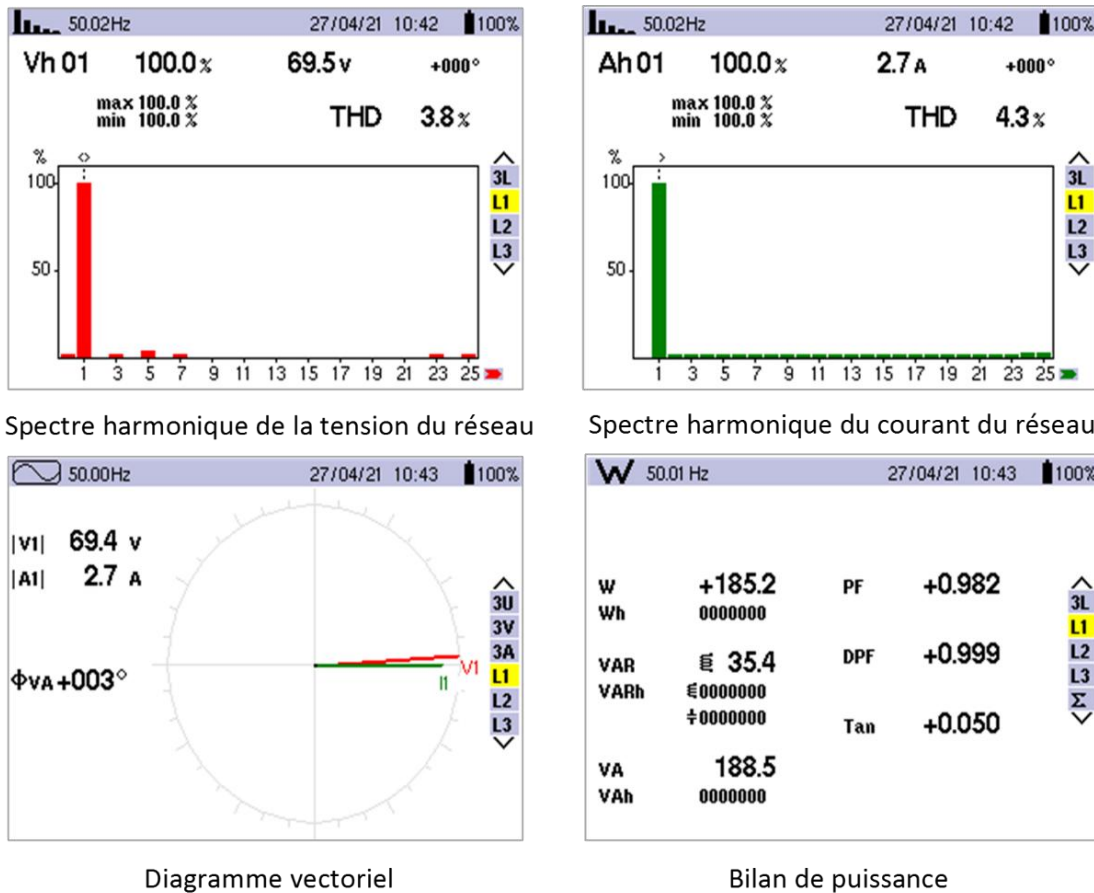 50.02Hz 27/04/21 10:42 100%
Vh 01 100.0 % 69.5 V +000°
max 100.0 %
min 100.0 %
THD 3.8 %
%
100
50
1 3 5 7 9 11 13 15 17 19 21 23 25
3L
L1
L2
L3
Spectre harmonique de la tension du réseau
50.02Hz 27/04/21 10:42 100%
Ah 01 100.0 % 2.7 A +000°
max 100.0 %
min 100.0 %
THD 4.3 %
%
100
50
1 3 5 7 9 11 13 15 17 19 21 23 25
3L
L1
L2
L3
Spectre harmonique du courant du réseau
50.00Hz 27/04/21 10:43 100%
|V1| 69.4 V
|A1| 2.7 A
ΦVA +003°
V1
I1
3U
3V
3A
L1
L2
L3
Diagramme vectoriel
W 50.01 Hz 27/04/21 10:43 100%
W +185.2 PF +0.982
Wh 0000000
VAR 35.4 DPF +0.999
VARh 0000000
0000000
Tan +0.050
VA 188.5
VAh 0000000
3L
L1
L2
L3
Σ
Bilan de puissance